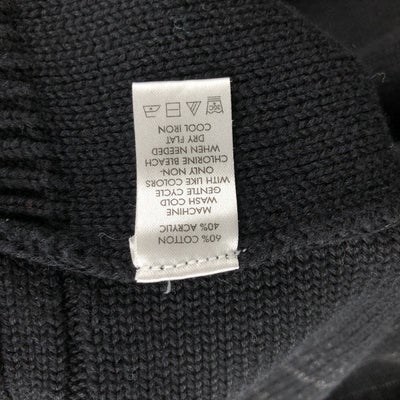 60% COTTON
40% ACRYLIC
MACHINE
WASH COLD
GENTLE CYCLE
WITH LIKE COLORS
ONLY NON-
CHLORINE BLEACH
WHEN NEEDED
DRY FLAT
COOL IRON